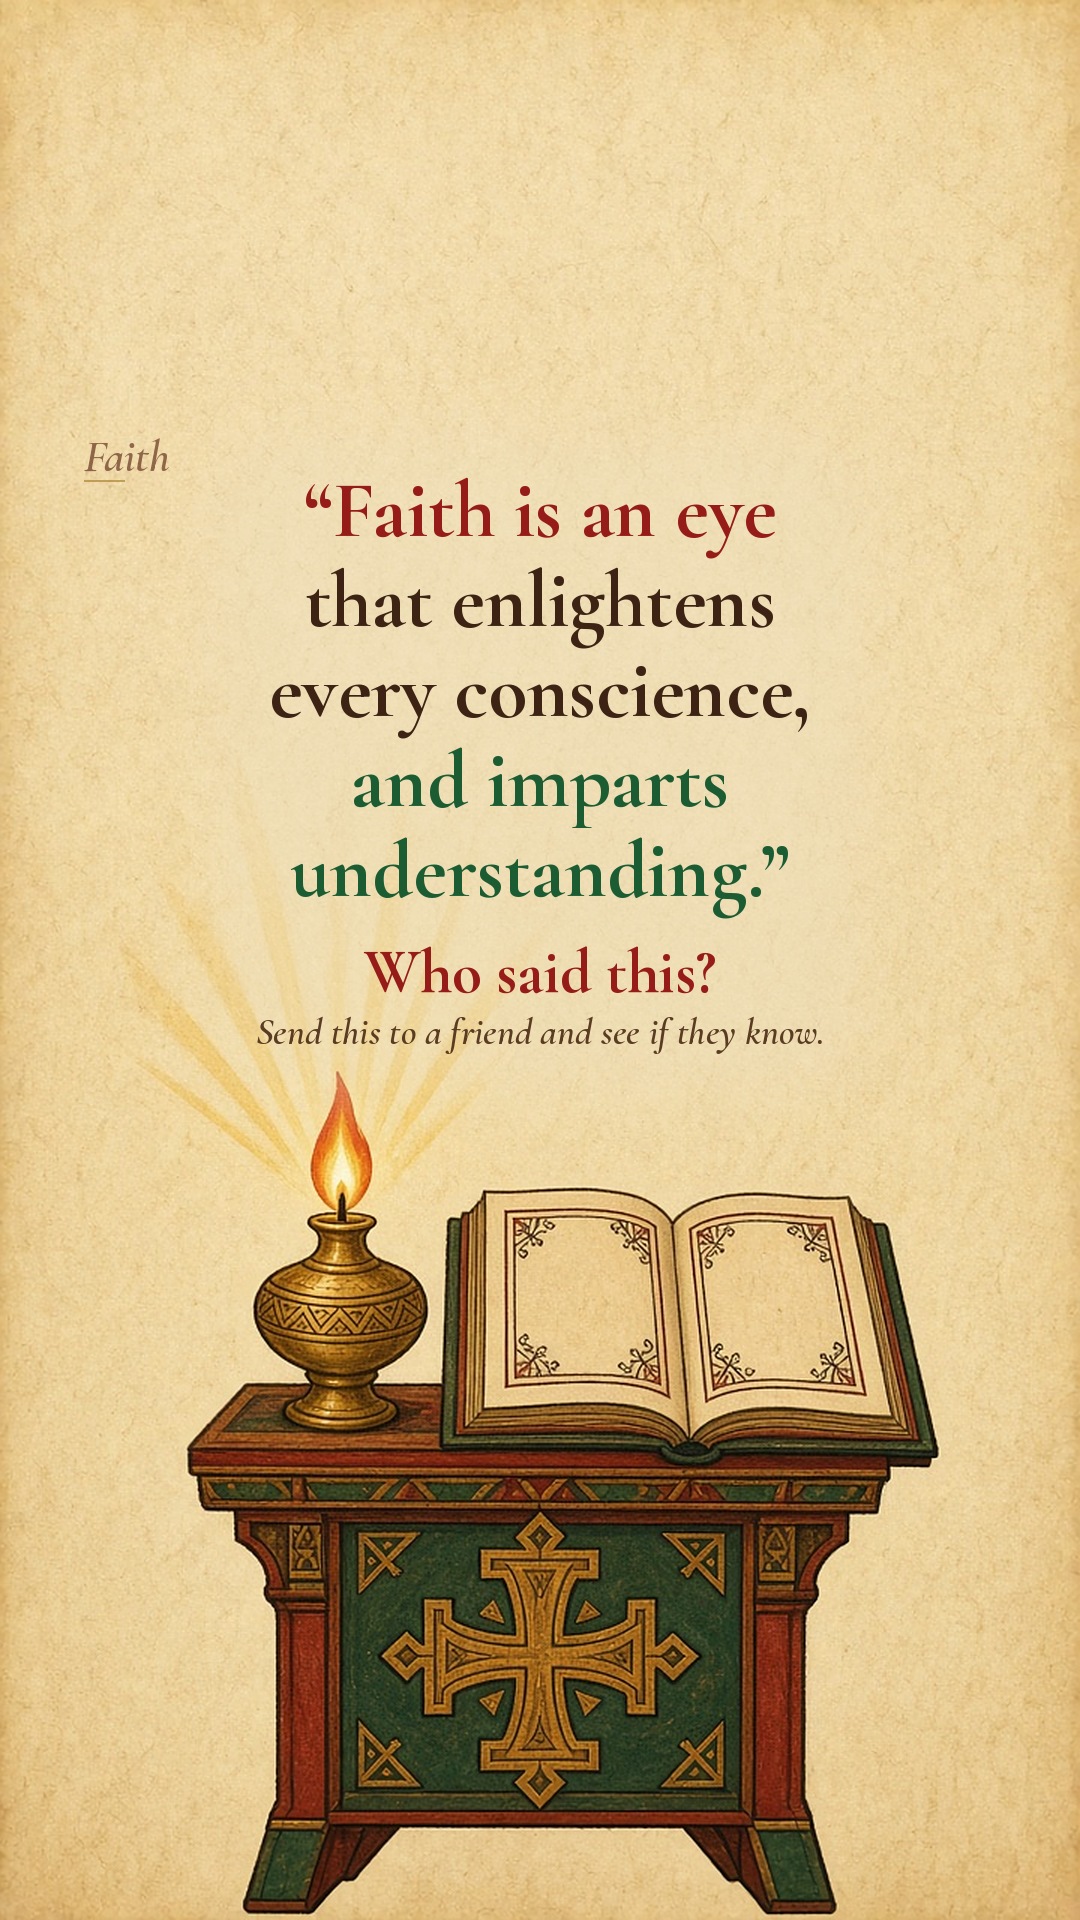 Faith
“Faith is an eye
that enlightens
every conscience,
and imparts
understanding.”
Who said this?
Send this to a friend and see if they know.